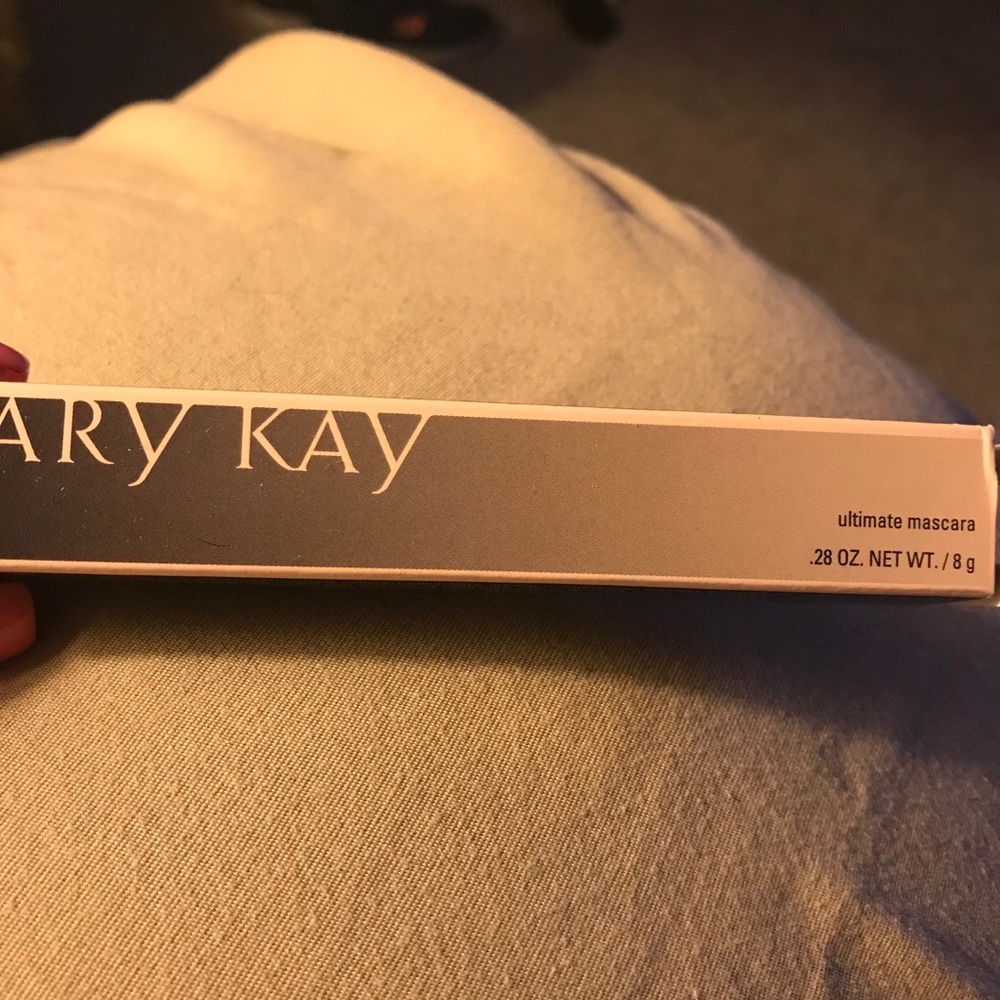 ARY KAY
ultimate mascara
.28 OZ. NET WT. / 8 g